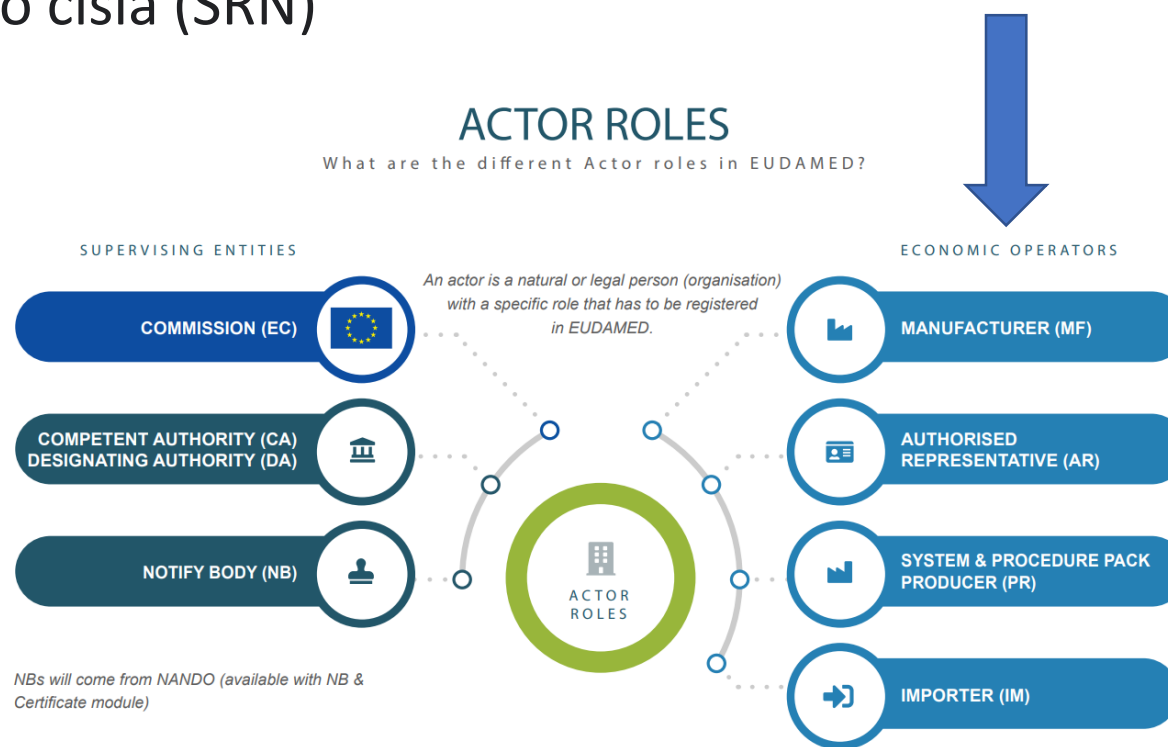 o čísla (SRN)
ACTOR ROLES
What are the different Actor roles in EUDAMED?
SUPERVISING ENTITIES
ECONOMIC OPERATORS
An actor is a natural or legal person (organisation)
with a specific role that has to be registered
in EUDAMED.
COMMISSION (EC)
COMPETENT AUTHORITY (CA)
DESIGNATING AUTHORITY (DA)
NOTIFY BODY (NB)
NBs will come from NANDO (available with NB &
Certificate module)
ACTOR
ROLES
MANUFACTURER (MF)
AUTHORISED
REPRESENTATIVE (AR)
SYSTEM & PROCEDURE PACK
PRODUCER (PR)
IMPORTER (IM)